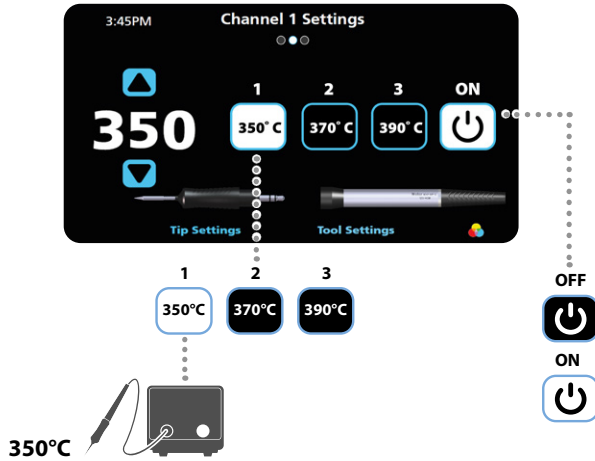 3:45PM
Channel 1 Settings
1 2 3 ON
350
350° C 370° C 390° C
Tip Settings Tool Settings
1 2 3
350°C 370°C 390°C
OFF
ON
350°C